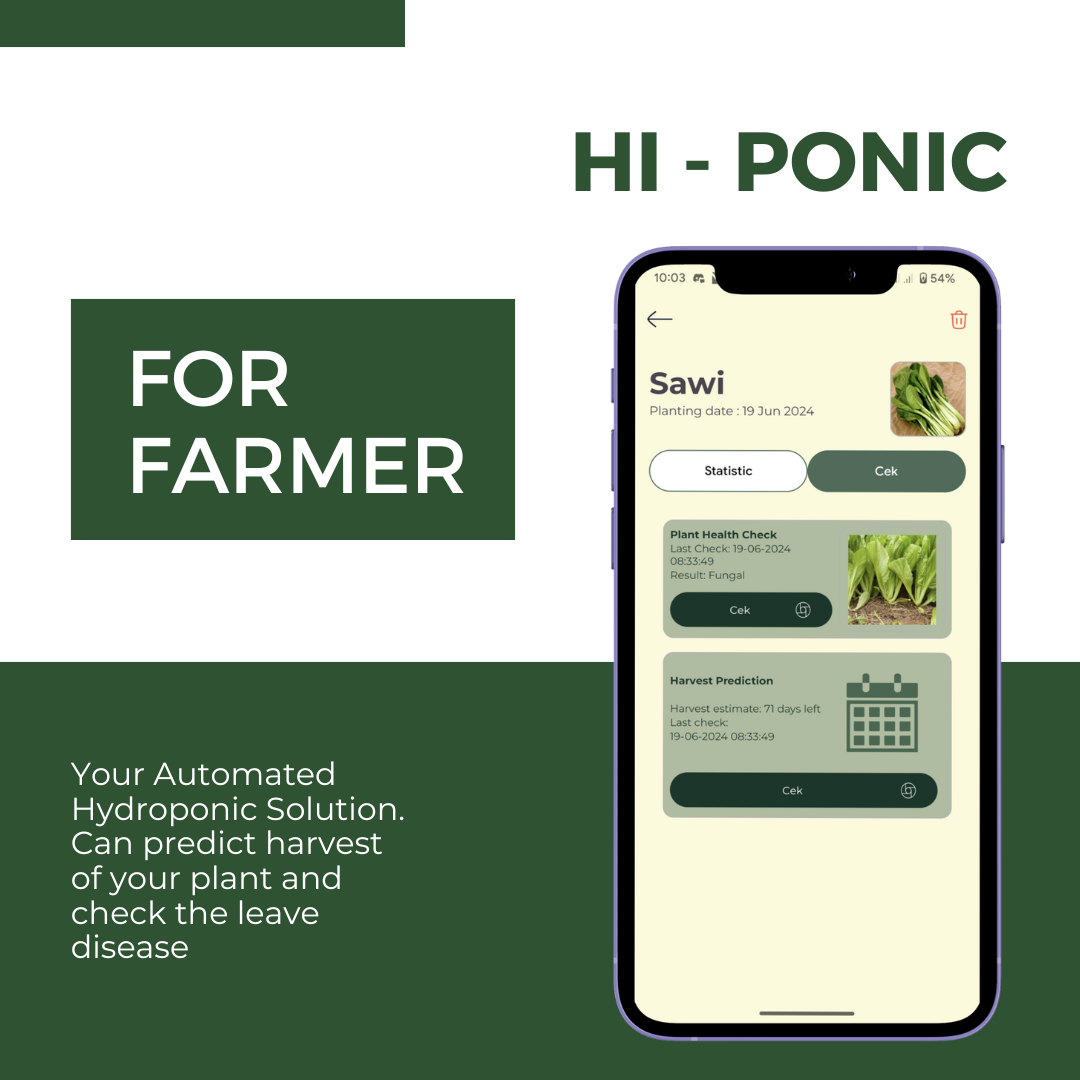 HI - PONIC
FOR
FARMER
Your Automated
Hydroponic Solution.
Can predict harvest
of your plant and
check the leave
disease
10:03
54%
Sawi
Planting date : 19 Jun 2024
Statistic
Cek
Plant Health Check
Last Check: 19-06-2024
08:33:49
Result: Fungal
Cek
Harvest Prediction
Harvest estimate: 71 days left
Last check:
19-06-2024 08:33:49
Cek